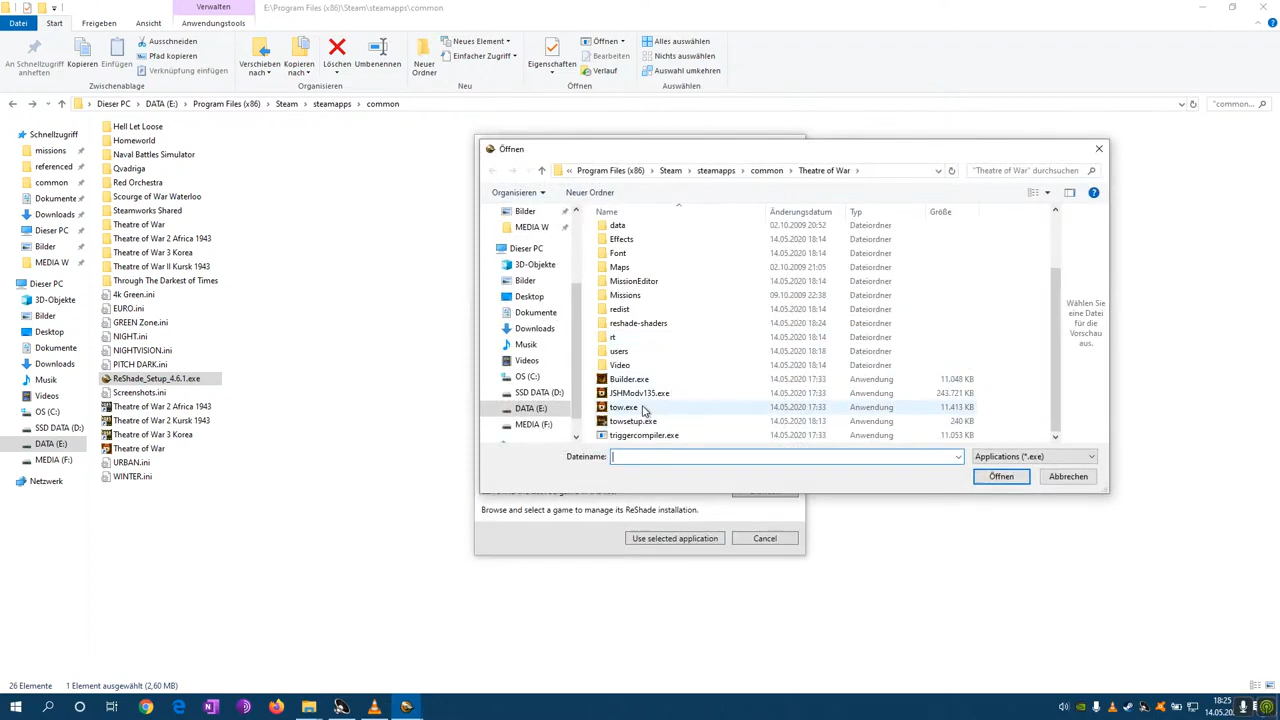 Verwalten
E:\Program Files (x86)\Steam\steamapps\common
Datei Start Freigeben Ansicht Anwendungstools
An Schnellzugriff anheften
Kopieren
Einfügen
Ausschneiden
Pfad kopieren
Verknüpfung einfügen
Verschieben nach
Kopieren nach
Löschen
Umbenennen
Neuer Ordner
Neues Element
Einfacher Zugriff
Eigenschaften
Öffnen
Bearbeiten
Verlauf
Alles auswählen
Nichts auswählen
Auswahl umkehren
Zwischenablage Organisieren Neu Öffnen Auswählen
Dieser PC DATA (E:) Program Files (x86) Steam steamapps common
"common...
Schnellzugriff
missions
referenced
common
Dokumente
Downloads
Dieser PC
Bilder
MEDIA W
Dieser PC
3D-Objekte
Bilder
Desktop
Dokumente
Downloads
Musik
Videos
OS (C:)
SSD DATA (D:)
DATA (E:)
MEDIA (F:)
Netzwerk
Hell Let Loose
Homeworld
Naval Battles Simulator
Qvadriga
Red Orchestra
Scourge of War Waterloo
Steamworks Shared
Theatre of War
Theatre of War 2 Africa 1943
Theatre of War 3 Korea
Theatre of War II Kursk 1943
Through The Darkest of Times
4k Green.ini
EURO.ini
GREEN Zone.ini
NIGHT.ini
NIGHTVISION.ini
PITCH DARK.ini
ReShade_Setup_4.6.1.exe
Screenshots.ini
Theatre of War 2 Africa 1943
Theatre of War 2 Kursk 1943
Theatre of War 3 Korea
Theatre of War
URBAN.ini
WINTER.ini
Öffnen
« Program Files (x86) Steam steamapps common Theatre of War
"Theatre of War" durchsuchen
Organisieren Neuer Ordner
Bilder
MEDIA W
Dieser PC
3D-Objekte
Bilder
Desktop
Dokumente
Downloads
Musik
Videos
OS (C:)
SSD DATA (D:)
DATA (E:)
MEDIA (F:)
Name Änderungsdatum Typ Größe
data 02.10.2009 20:52 Dateiordner
Effects 14.05.2020 18:14 Dateiordner
Font 14.05.2020 18:14 Dateiordner
Maps 02.10.2009 21:05 Dateiordner
MissionEditor 14.05.2020 18:14 Dateiordner
Missions 09.10.2009 22:38 Dateiordner
redist 14.05.2020 18:14 Dateiordner
reshade-shaders 14.05.2020 18:24 Dateiordner
rt 14.05.2020 18:14 Dateiordner
users 14.05.2020 18:18 Dateiordner
Video 14.05.2020 18:14 Dateiordner
Builder.exe 14.05.2020 17:33 Anwendung 11.048 KB
JSHModv135.exe 14.05.2020 17:33 Anwendung 243.721 KB
tow.exe 14.05.2020 17:33 Anwendung 11.413 KB
towsetup.exe 14.05.2020 18:13 Anwendung 240 KB
triggercompiler.exe 14.05.2020 17:33 Anwendung 11.053 KB
Wählen Sie eine Datei für die Vorschau aus.
Dateiname:
Applications (*.exe)
Öffnen Abbrechen
Browse and select a game to manage its ReShade installation.
Use selected application Cancel
26 Elemente 1 Element ausgewählt (2,60 MB)
18:25
14.05.2020